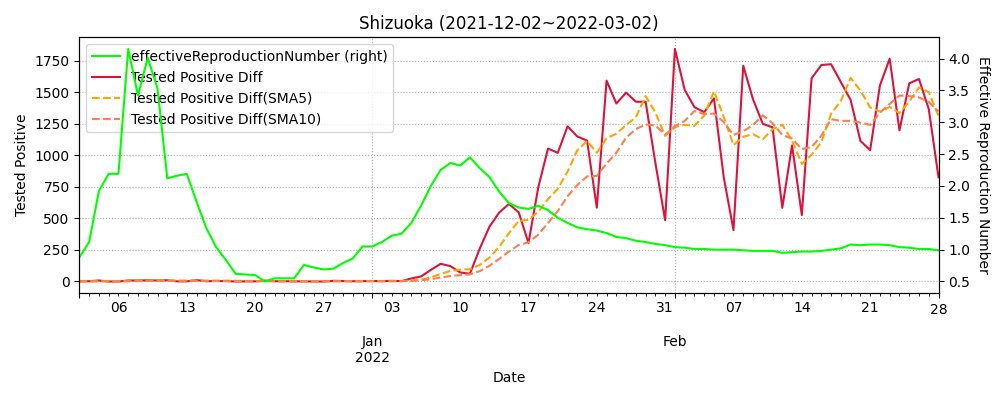 Shizuoka (2021-12-02~2022-03-02)
effectiveReproductionNumber (right)
Tested Positive Diff
Tested Positive Diff(SMA5)
Tested Positive Diff(SMA10)
Tested Positive
1750
1500
1250
1000
750
500
250
0
Effective Reproduction Number
4.0
3.5
3.0
2.5
2.0
1.5
1.0
0.5
06 13 20 27 03 10 17 24 31 07 14 21 28
Jan Feb
2022
Date